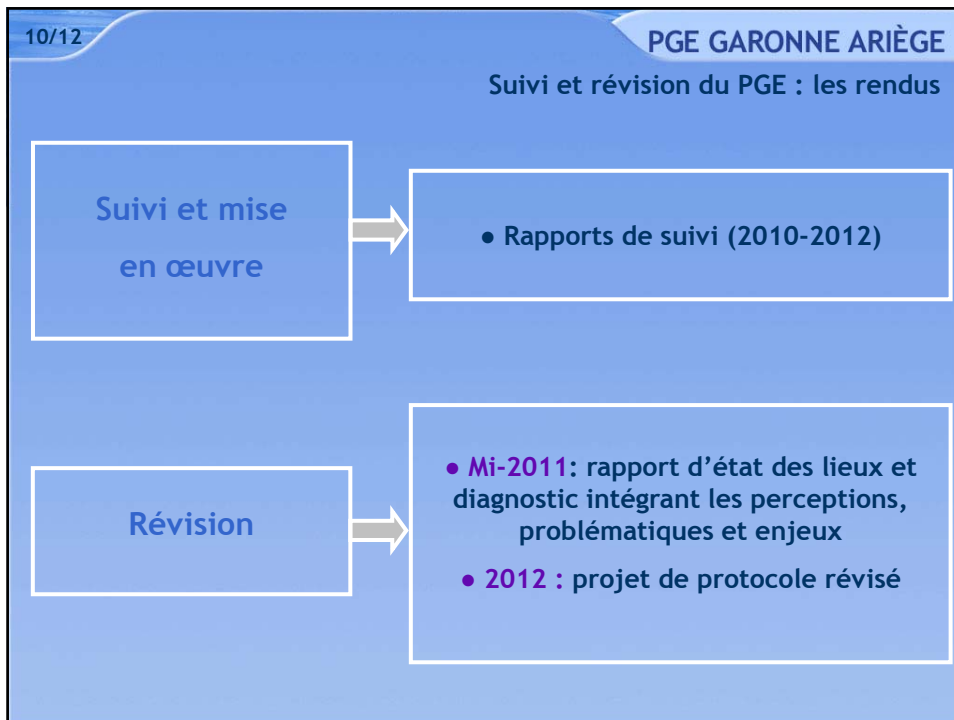 10/12
PGE GARONNE ARIÈGE
Suivi et révision du PGE : les rendus
Suivi et mise
en œuvre
● Rapports de suivi (2010-2012)
Révision
● Mi-2011: rapport d’état des lieux et
diagnostic intégrant les perceptions,
problématiques et enjeux
● 2012 : projet de protocole révisé